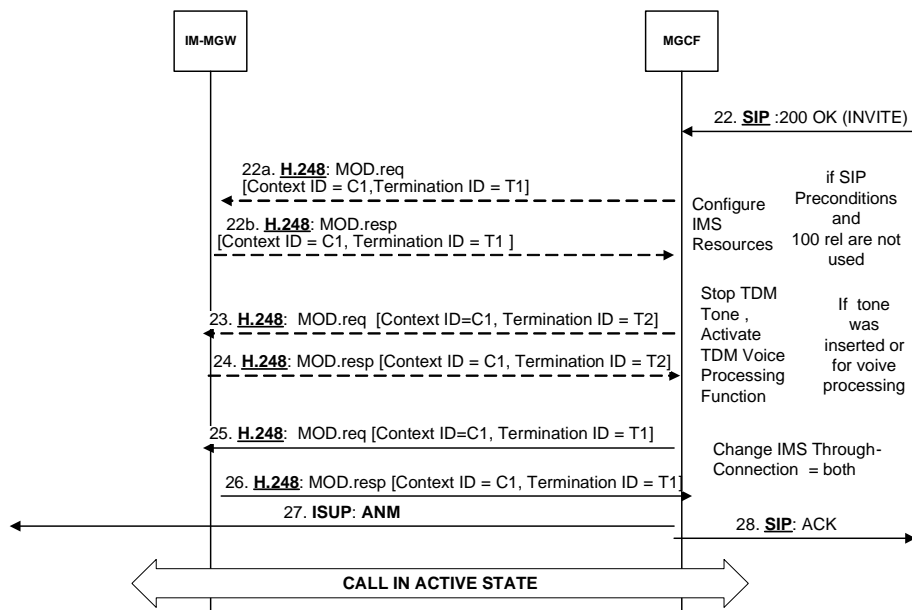 IM-MGW
MGCF
22. SIP :200 OK (INVITE)
22a. H.248: MOD.req
[Context ID = C1,Termination ID = T1]
Configure
IMS
Resources
if SIP
Preconditions
and
100 rel are not
used
22b. H.248: MOD.resp
[Context ID = C1, Termination ID = T1 ]
23. H.248:  MOD.req  [Context ID=C1, Termination ID = T2]
24. H.248: MOD.resp [Context ID = C1, Termination ID = T2]
Stop TDM
Tone ,
Activate
TDM Voice
Processing
Function
If  tone
was
inserted or
for voive
processing
25. H.248:  MOD.req [Context ID=C1, Termination ID = T1]
Change IMS Through-
Connection  = both
26. H.248: MOD.resp [Context ID = C1, Termination ID = T1]
27. ISUP: ANM
28. SIP: ACK
CALL IN ACTIVE STATE